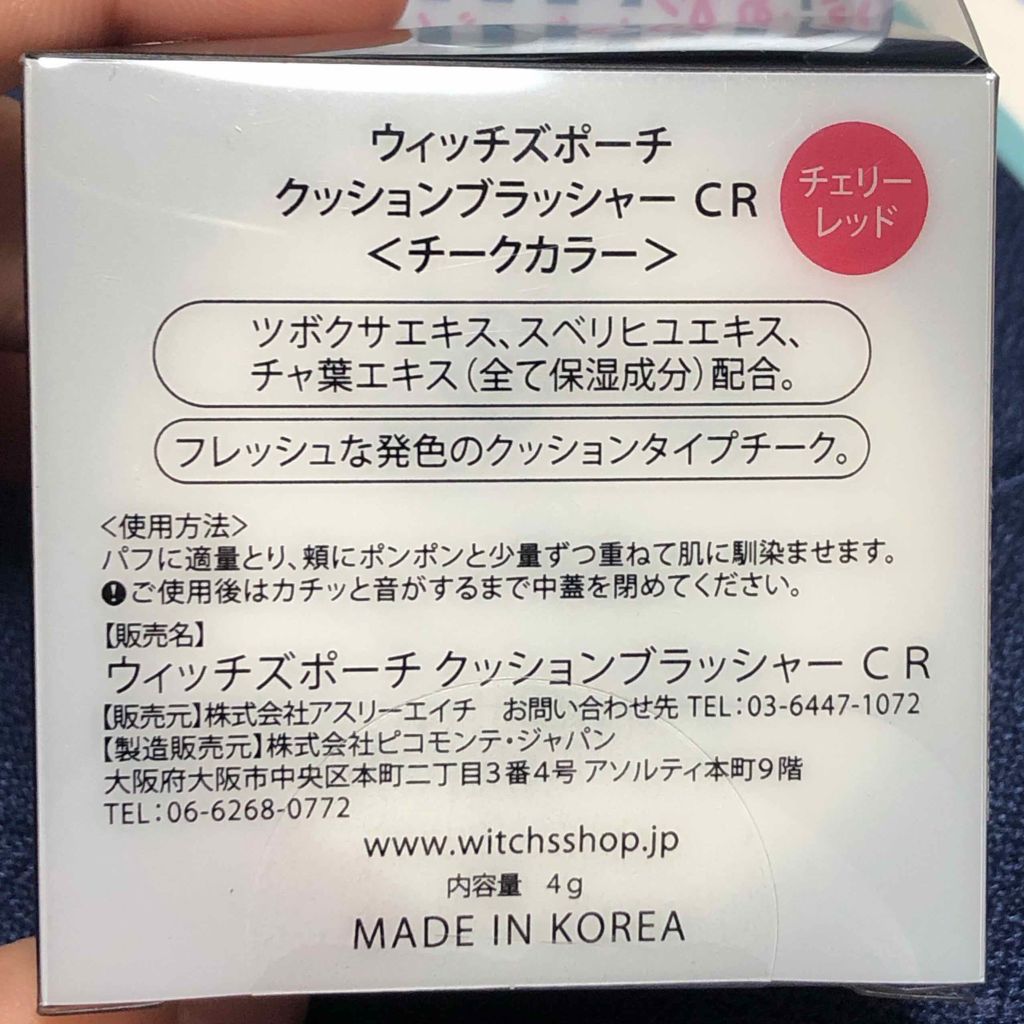 ウィッチズポーチ
クッションブラッシャー CR
＜チークカラー＞
チェリー
レッド
ツボクサエキス、スベリヒユエキス、
チャ葉エキス（全て保湿成分）配合。
フレッシュな発色のクッションタイプチーク。
＜使用方法＞
パフに適量とり、頬にポンポンと少量ずつ重ねて肌に馴染ませます。
❶ご使用後はカチッと音がするまで中蓋を閉めてください。
【販売名】
ウィッチズポーチ クッションブラッシャー CR
【販売元】株式会社アスリーエイチ　お問い合わせ先 TEL：03-6447-1072
【製造販売元】株式会社ピコモンテ・ジャパン
大阪府大阪市中央区本町二丁目3番4号 アソルティ本町9階
TEL：06-6268-0772
www.witchsshop.jp
内容量　4g
MADE IN KOREA